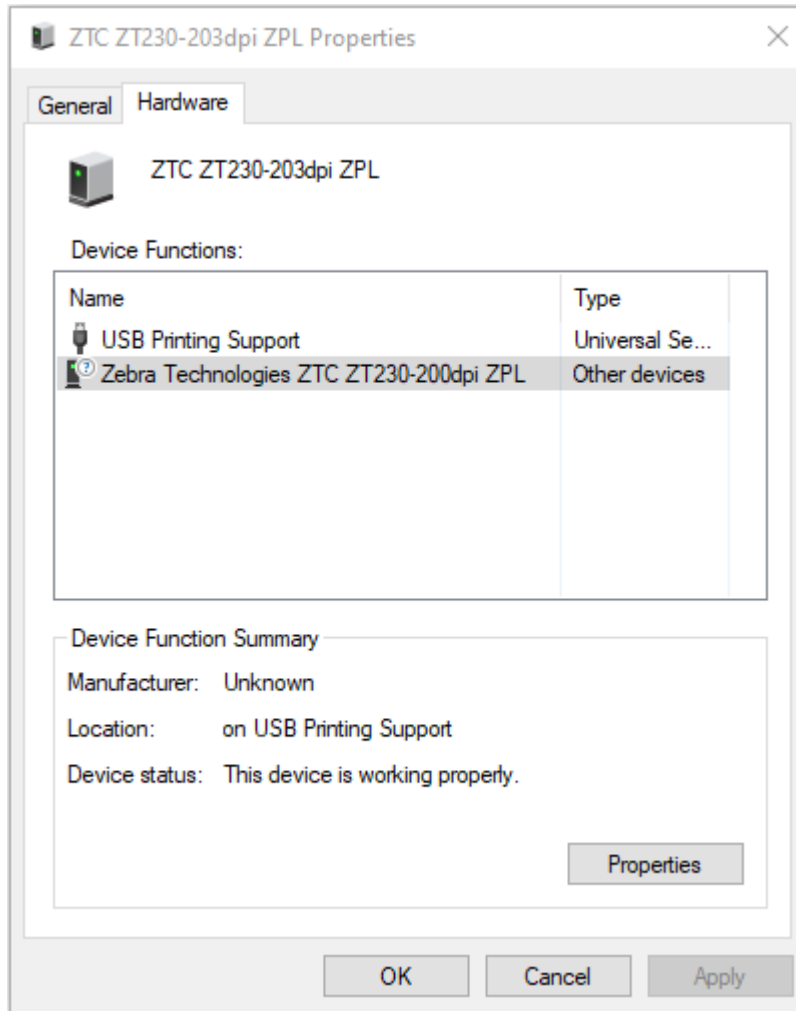 ZTC ZT230-203dpi ZPL Properties
General Hardware
ZTC ZT230-203dpi ZPL
Device Functions:
Name Type
USB Printing Support Universal Se...
Zebra Technologies ZTC ZT230-200dpi ZPL Other devices
Device Function Summary
Manufacturer: Unknown
Location: on USB Printing Support
Device status: This device is working properly.
Properties
OK Cancel Apply